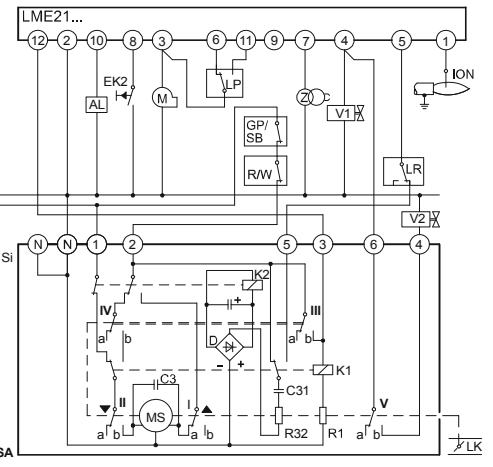 LME21...
12 2 10 8 3 6 11 9 7 4 5 1
EK2
LP
ION
AL
M
Z
V1
GP/
SB
R/W
LR
V2
N N 1 2 5 3 6 4
Si
K2
+
IV
III
a b
a b
D
- +
K1
C3
C31
II
I
V
MS
a b
a b
R32
R1
a b
SA
LK